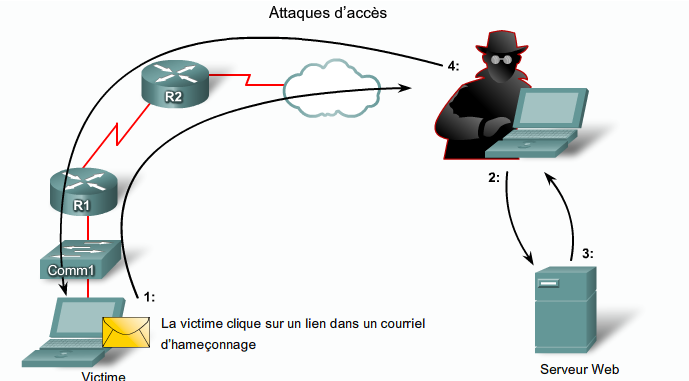 Attaques d'accès
4:
R2
2:
R1
3:
Comm1
1:
La victime clique sur un lien dans un courriel
d'hameçonnage
Serveur Web
Victime